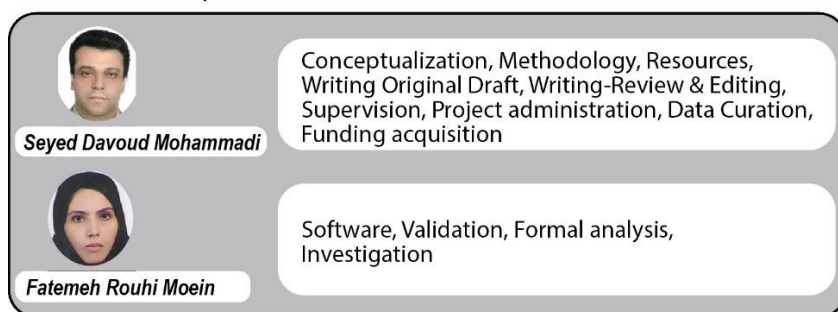 Seyed Davoud Mohammadi
Conceptualization, Methodology, Resources,
Writing Original Draft, Writing-Review & Editing,
Supervision, Project administration, Data Curation,
Funding acquisition
Fatemeh Rouhi Moein
Software, Validation, Formal analysis,
Investigation